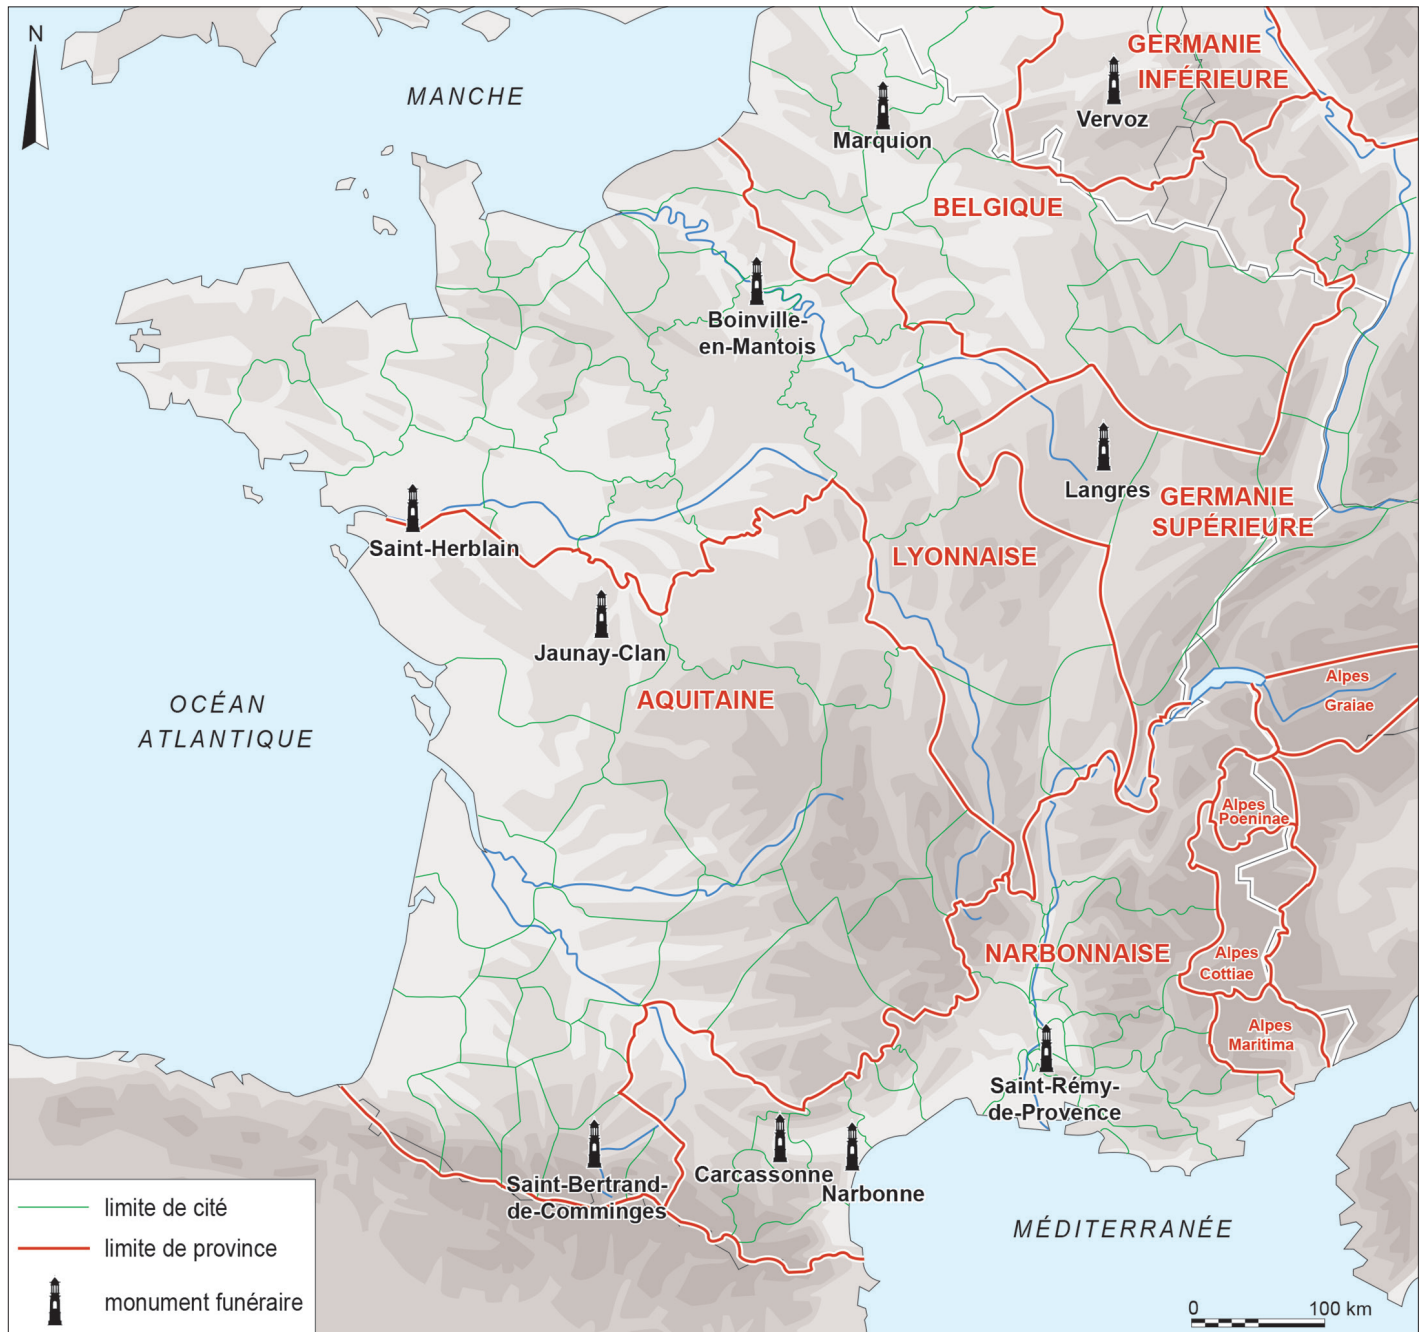 N
MANCHE
GERMANIE
INFÉRIEURE
Vervoz
Marquion
BELGIQUE
Boinville-
en-Mantois
Langres
GERMANIE
SUPÉRIEURE
Saint-Herblain
LYONNAISE
Jaunay-Clan
AQUITAINE
OCÉAN
ATLANTIQUE
Alpes
Graiae
Alpes
Poeninae
NARBONNAISE
Alpes
Cottiae
Alpes
Maritima
Saint-Rémy-
de-Provence
Carcassonne
Narbonne
Saint-Bertrand-
de-Comminges
MÉDITERRANÉE
limite de cité
limite de province
monument funéraire
0 100 km